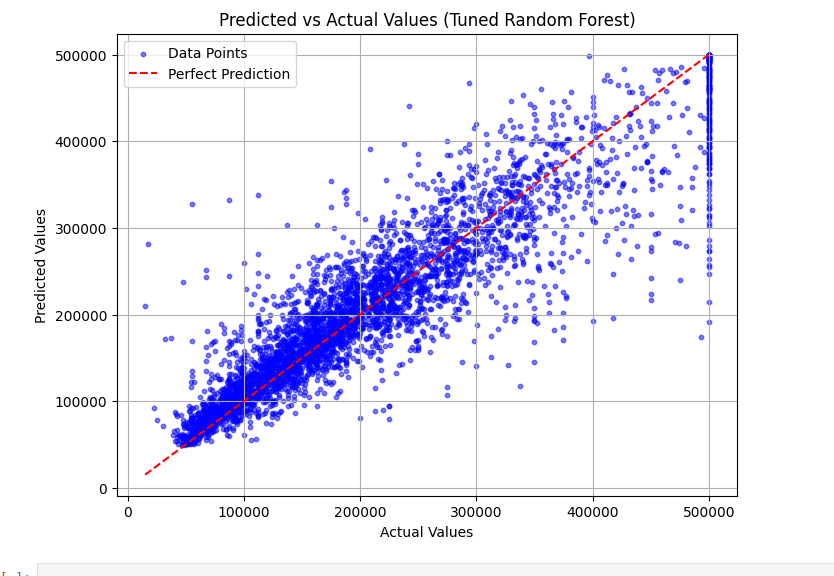 Predicted vs Actual Values (Tuned Random Forest)
Data Points
Perfect Prediction
500000
400000
300000
200000
100000
0
Predicted Values
0 100000 200000 300000 400000 500000
Actual Values